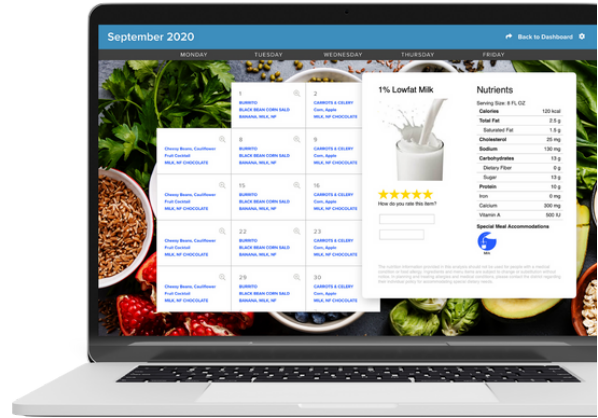 September 2020
Back to Dashboard
MONDAY TUESDAY WEDNESDAY THURSDAY FRIDAY
1
BURRITO
BLACK BEAN CORN SALD
BANANA, MILK, NF
2
CARROTS & CELERY
Corn, Apple
MILK, NF CHOCOLATE
Cheesy Beans, Cauliflower
Fruit Cocktail
MILK, NF CHOCOLATE
8
BURRITO
BLACK BEAN CORN SALD
BANANA, MILK, NF
9
CARROTS & CELERY
Corn, Apple
MILK, NF CHOCOLATE
Cheesy Beans, Cauliflower
Fruit Cocktail
MILK, NF CHOCOLATE
15
BURRITO
BLACK BEAN CORN SALD
BANANA, MILK, NF
16
CARROTS & CELERY
Corn, Apple
MILK, NF CHOCOLATE
Cheesy Beans, Cauliflower
Fruit Cocktail
MILK, NF CHOCOLATE
22
BURRITO
BLACK BEAN CORN SALD
BANANA, MILK, NF
23
CARROTS & CELERY
Corn, Apple
MILK, NF CHOCOLATE
Cheesy Beans, Cauliflower
Fruit Cocktail
MILK, NF CHOCOLATE
29
BURRITO
BLACK BEAN CORN SALD
BANANA, MILK, NF
30
CARROTS & CELERY
Corn, Apple
MILK, NF CHOCOLATE
1% Lowfat Milk
How do you rate this item?
Nutrients
Serving Size: 8 FL OZ
Calories 120 kcal
Total Fat 2.5 g
Saturated Fat 1.5 g
Cholesterol 25 mg
Sodium 130 mg
Carbohydrates 13 g
Dietary Fiber 0 g
Sugar 13 g
Protein 10 g
Iron 0 mg
Calcium 300 mg
Vitamin A 500 IU
Special Meal Accommodations